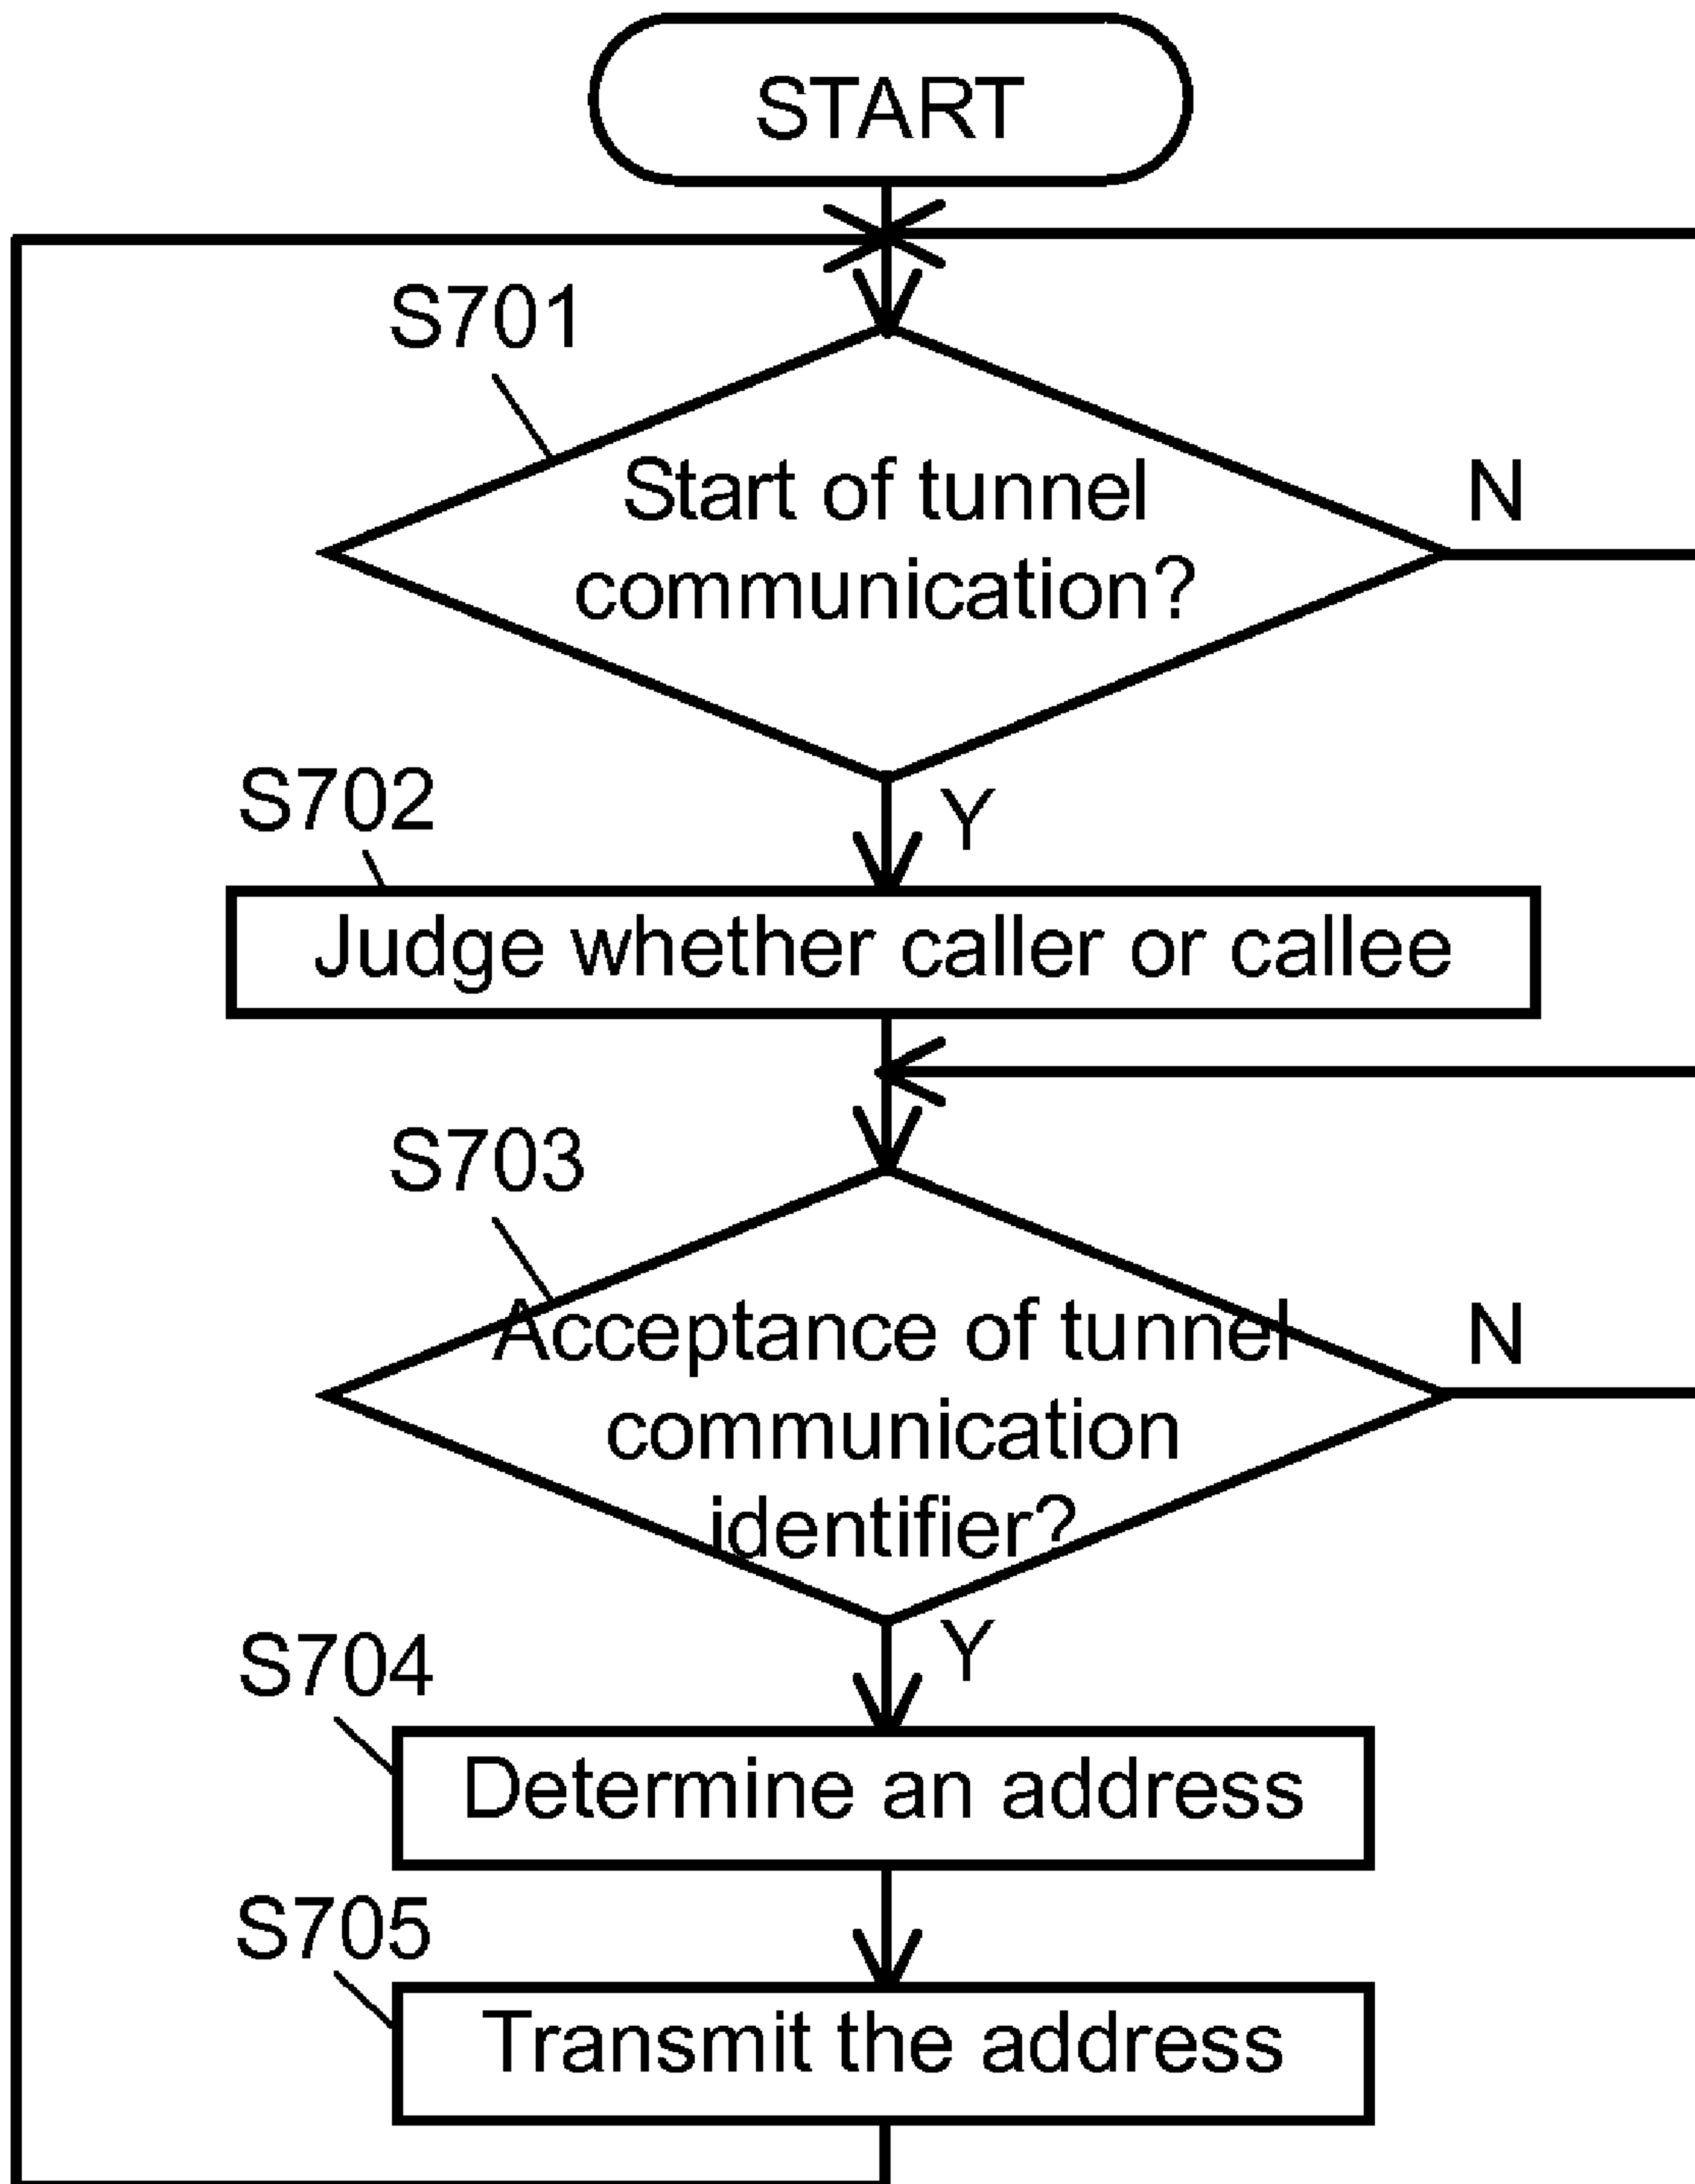 START
S701
Start of tunnel
communication?
N
S702
Y
Judge whether caller or callee
S703
Acceptance of tunnel
communication
identifier?
N
S704
Y
Determine an address
S705
Transmit the address